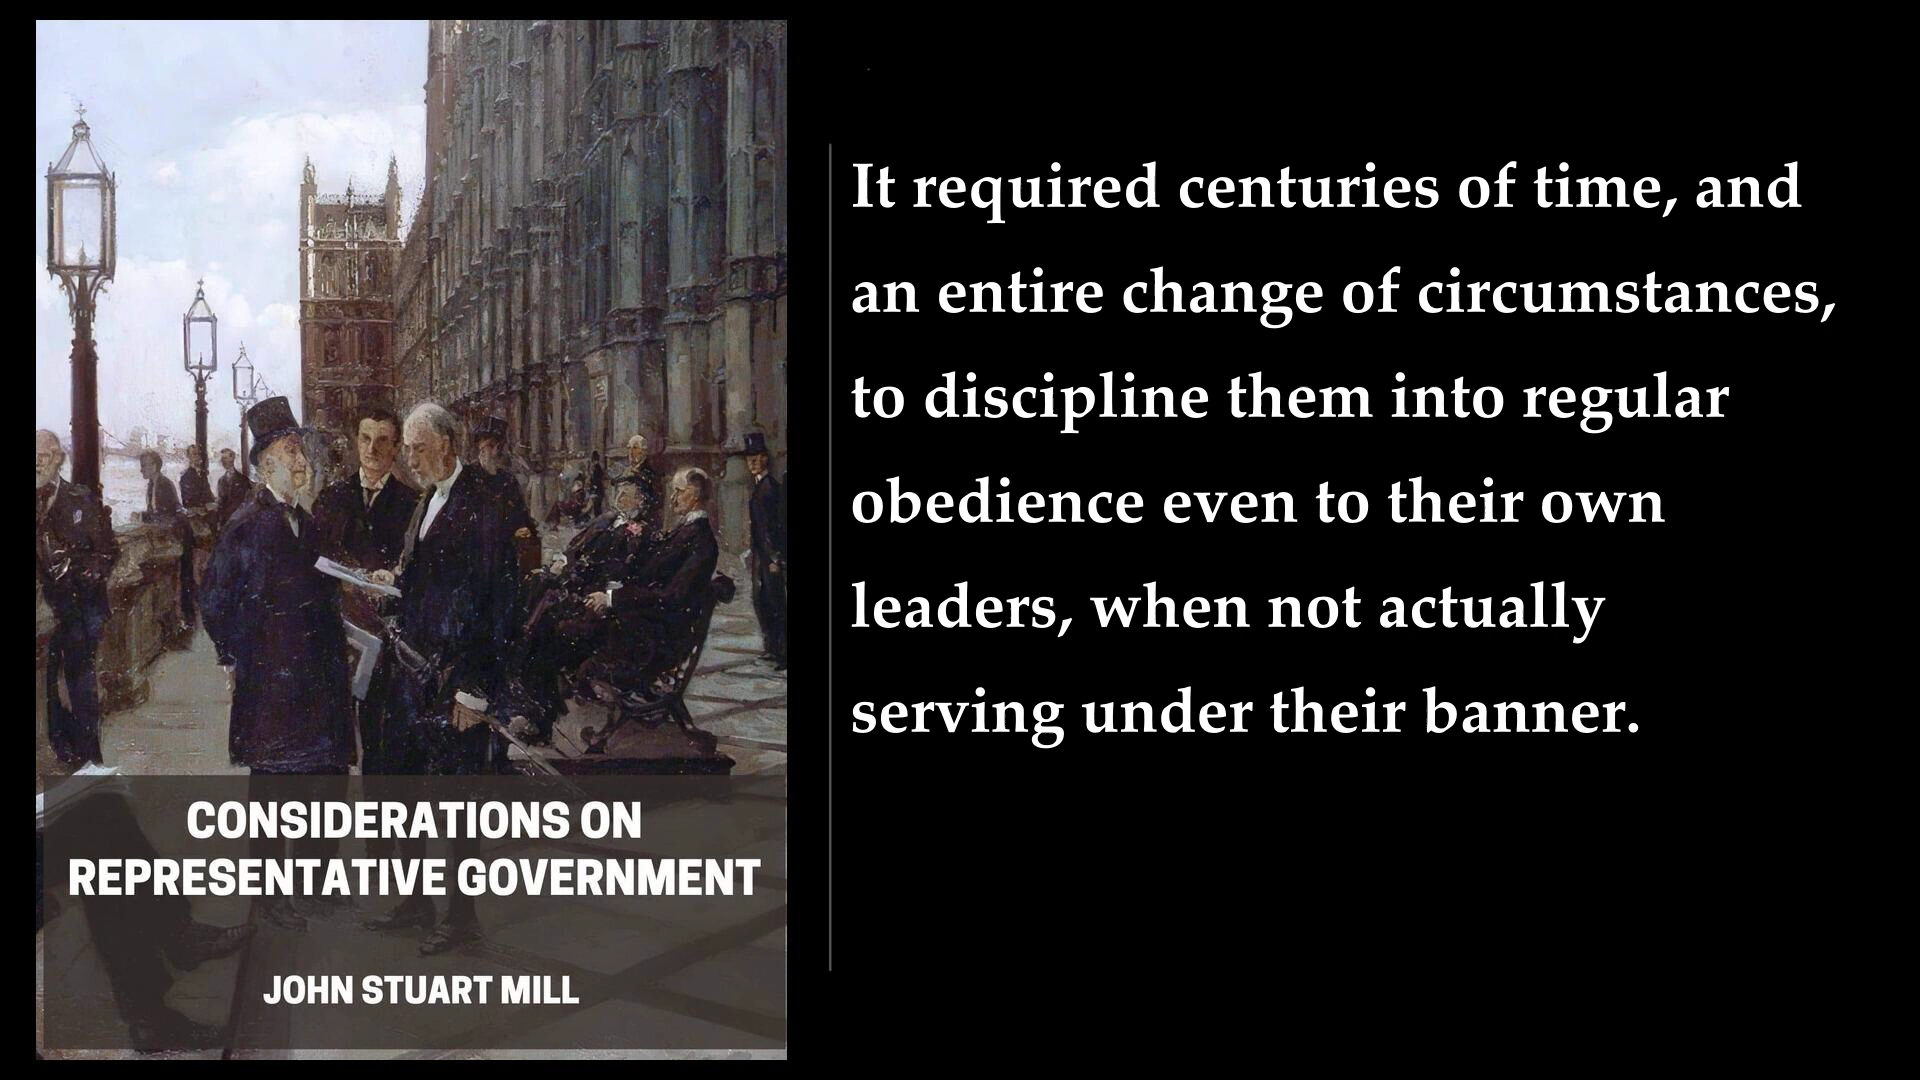 CONSIDERATIONS ON
REPRESENTATIVE GOVERNMENT
JOHN STUART MILL
It required centuries of time, and
an entire change of circumstances,
to discipline them into regular
obedience even to their own
leaders, when not actually
serving under their banner.